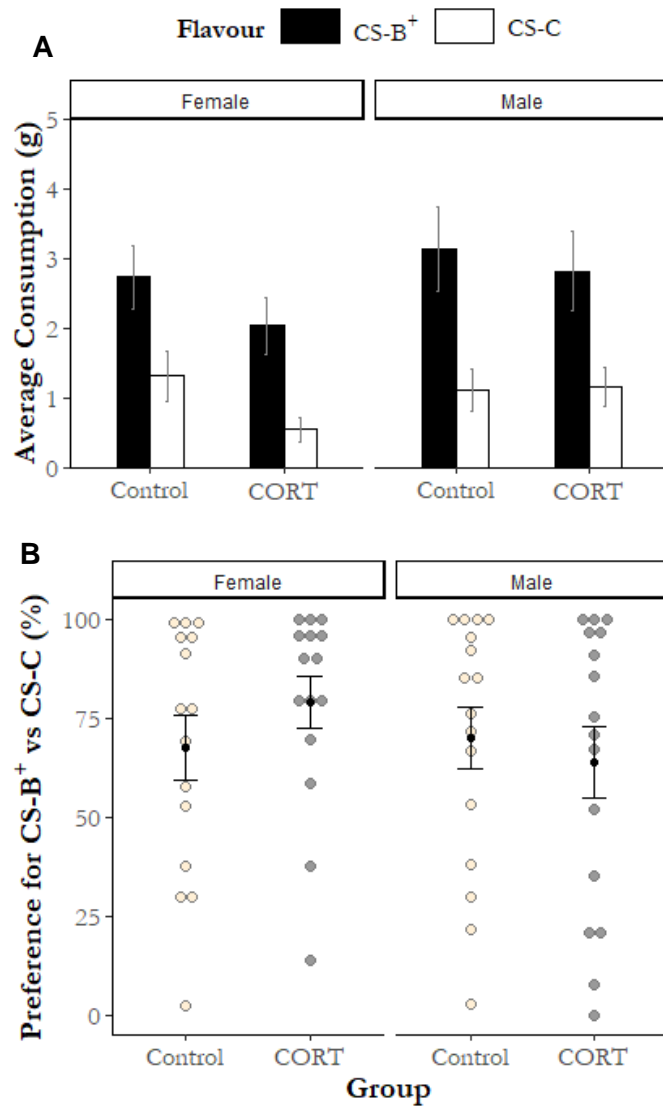 Flavour CS-B+ CS-C
A
Female Male
Average Consumption (g)
5
4
3
2
1
0
Control CORT Control CORT
B
Female Male
Preference for CS-B+ vs CS-C (%)
100
75
50
25
0
Control CORT Control CORT
Group